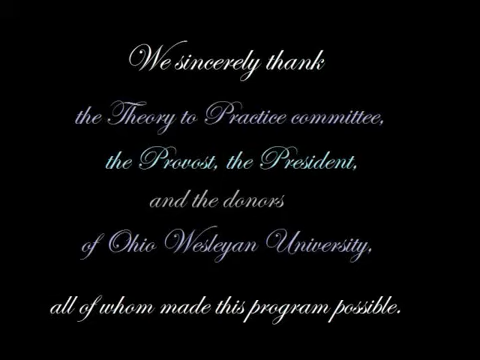 We sincerely thank
the Theory to Practice committee,
the Provost, the President,
and the donors
of Ohio Wesleyan University,
all of whom made this program possible.